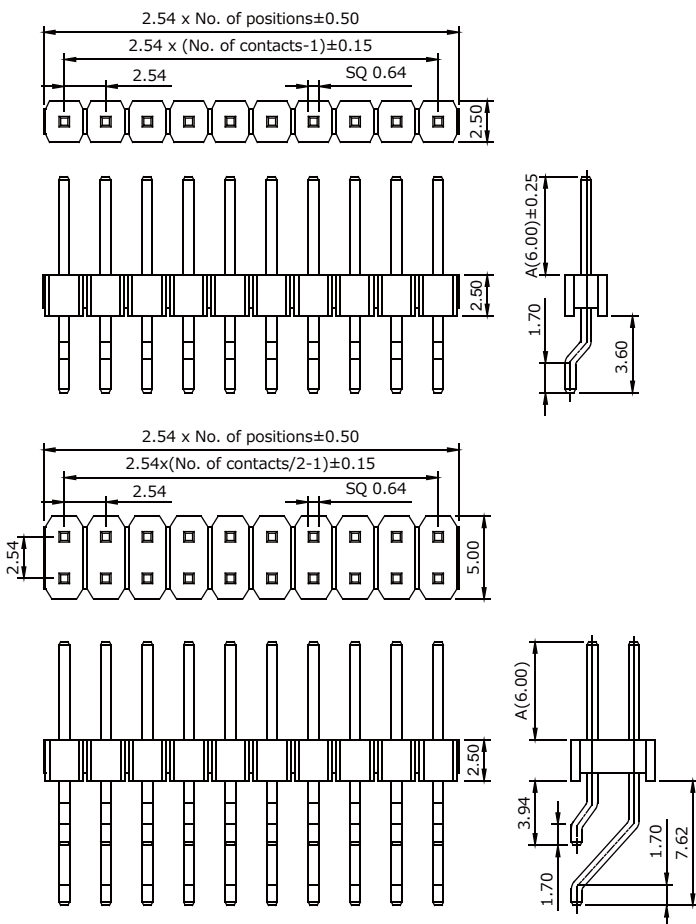 2.54 x No. of positions±0.50
2.54 x (No. of contacts-1)±0.15
2.54
SQ 0.64
2.50
A(6.00)±0.25
2.50
1.70
3.60
2.54 x No. of positions±0.50
2.54x(No. of contacts/2-1)±0.15
2.54
SQ 0.64
2.54
5.00
A(6.00)
2.50
3.94
1.70
1.70
7.62